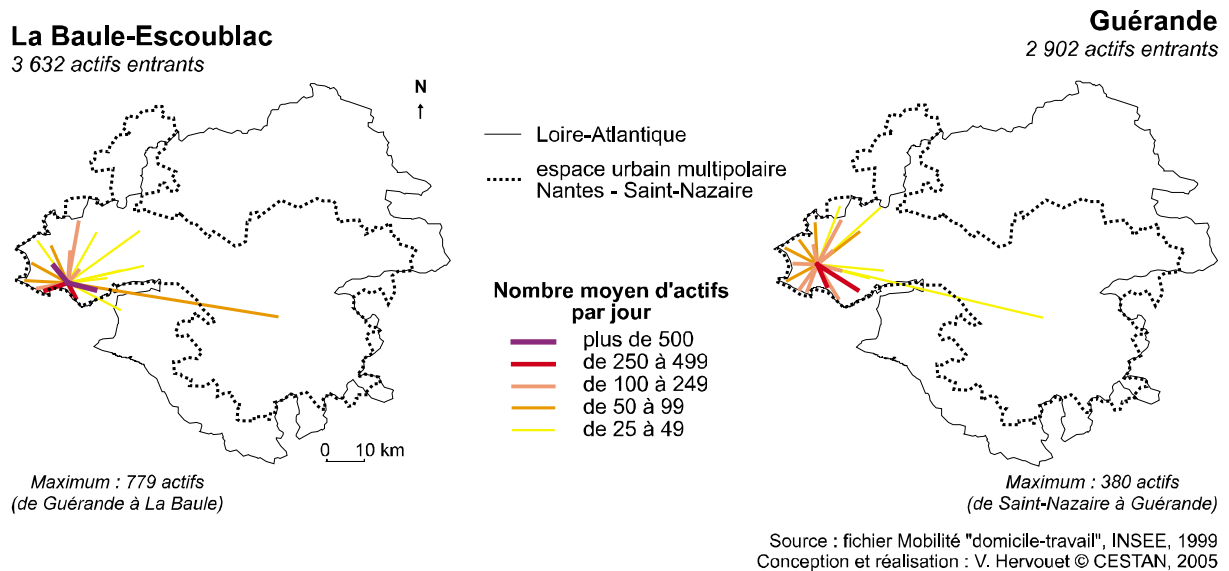 La Baule-Escoublac
3 632 actifs entrants
Guérande
2 902 actifs entrants
N
Loire-Atlantique
espace urbain multipolaire
Nantes - Saint-Nazaire
Nombre moyen d'actifs
par jour
plus de 500
de 250 à 499
de 100 à 249
de 50 à 99
de 25 à 49
0 10 km
Maximum : 779 actifs
(de Guérande à La Baule)
Maximum : 380 actifs
(de Saint-Nazaire à Guérande)
Source : fichier Mobilité "domicile-travail", INSEE, 1999
Conception et réalisation : V. Hervouet © CESTAN, 2005